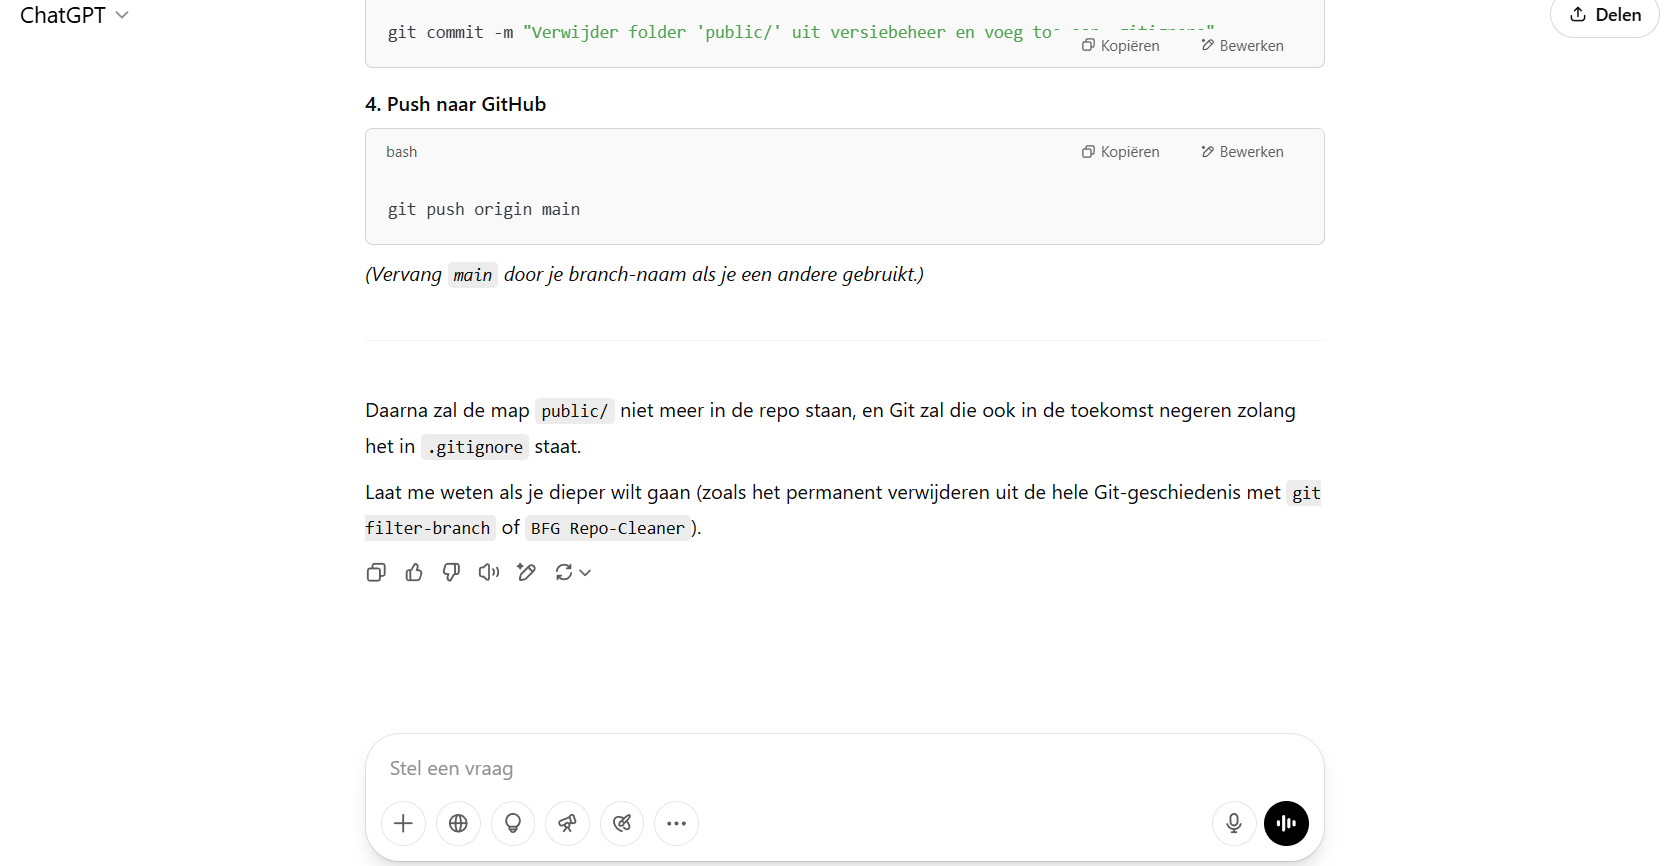 ChatGPT
Delen
git commit -m "Verwijder folder 'public/' uit versiebeheer en voeg
Kopiëren
Bewerken
4. Push naar GitHub
bash
Kopiëren
Bewerken
git push origin main
(Vervang main door je branch-naam als je een andere gebruikt.)
Daarna zal de map public/ niet meer in de repo staan, en Git zal die ook in de toekomst negeren zolang
het in .gitignore staat.
Laat me weten als je dieper wilt gaan (zoals het permanent verwijderen uit de hele Git-geschiedenis met git
filter-branch of BFG Repo-Cleaner).
Stel een vraag